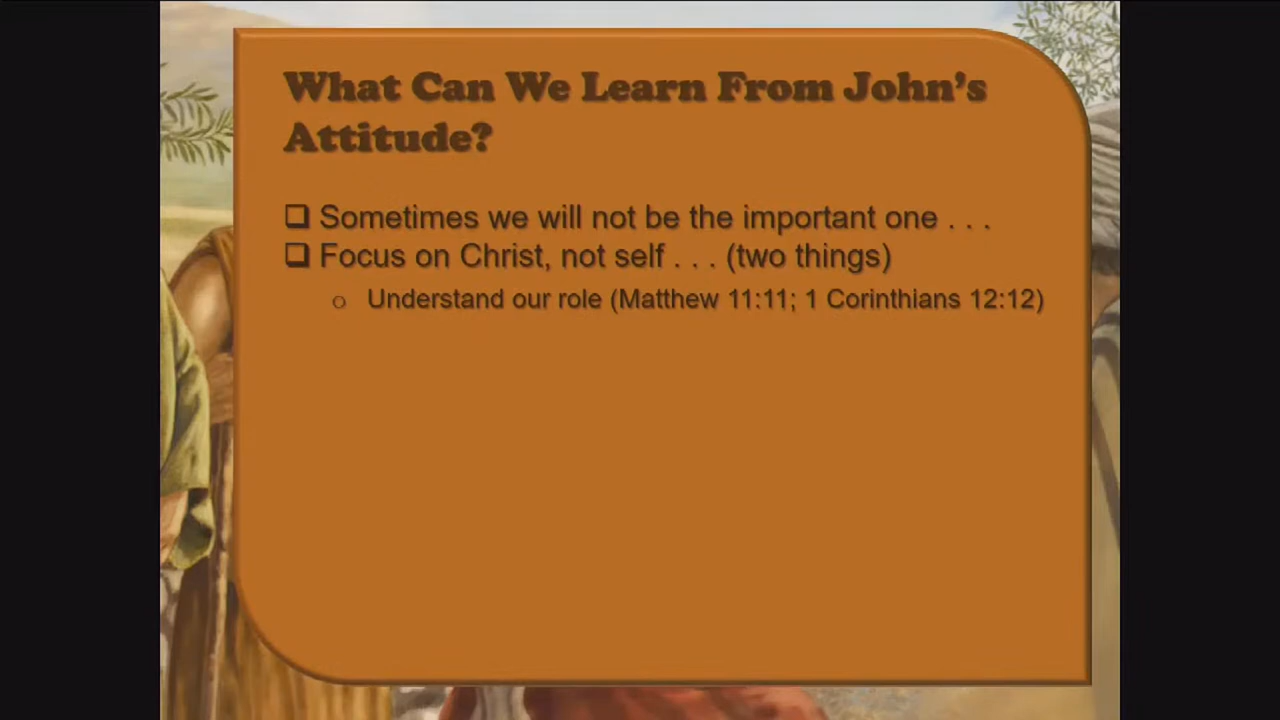 What Can We Learn From John's
Attitude?
❑ Sometimes we will not be the important one . . .
❑ Focus on Christ, not self . . . (two things)
o Understand our role (Matthew 11:11; 1 Corinthians 12:12)